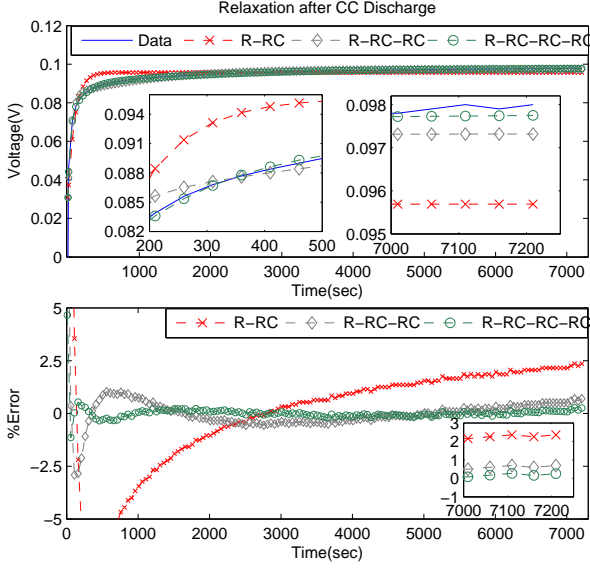 Relaxation after CC Discharge
Data R−RC R−RC−RC R−RC−RC−RC
Voltage(V)
0.12
0.1
0.08
0.06
0.04
0.02
0
0.094
0.091
0.088
0.085
0.082
200 300 400 500
0.098
0.097
0.096
0.095
7000 7100 7200
1000 2000 3000 4000 5000 6000 7000
Time(sec)
R−RC R−RC−RC R−RC−RC−RC
%Error
5
2.5
0
−2.5
−5
3
2
1
0
−1
7000 7100 7200
0 1000 2000 3000 4000 5000 6000 7000
Time(sec)